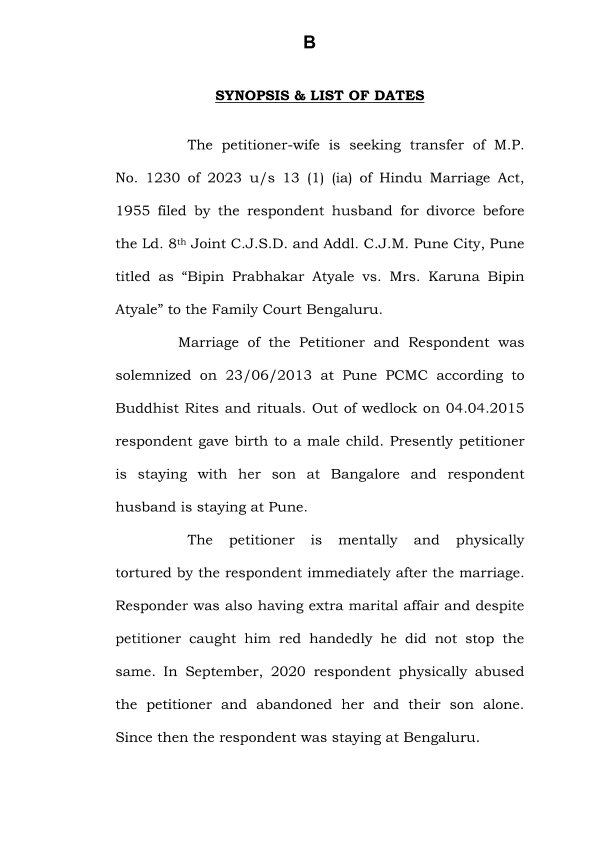 B
SYNOPSIS & LIST OF DATES
The petitioner-wife is seeking transfer of M.P.
No. 1230 of 2023 u/s 13 (1) (ia) of Hindu Marriage Act,
1955 filed by the respondent husband for divorce before
the Ld. 8th Joint C.J.S.D. and Addl. C.J.M. Pune City, Pune
titled as “Bipin Prabhakar Atyale vs. Mrs. Karuna Bipin
Atyale” to the Family Court Bengaluru.
Marriage of the Petitioner and Respondent was
solemnized on 23/06/2013 at Pune PCMC according to
Buddhist Rites and rituals. Out of wedlock on 04.04.2015
respondent gave birth to a male child. Presently petitioner
is staying with her son at Bangalore and respondent
husband is staying at Pune.
The petitioner is mentally and physically
tortured by the respondent immediately after the marriage.
Responder was also having extra marital affair and despite
petitioner caught him red handedly he did not stop the
same. In September, 2020 respondent physically abused
the petitioner and abandoned her and their son alone.
Since then the respondent was staying at Bengaluru.